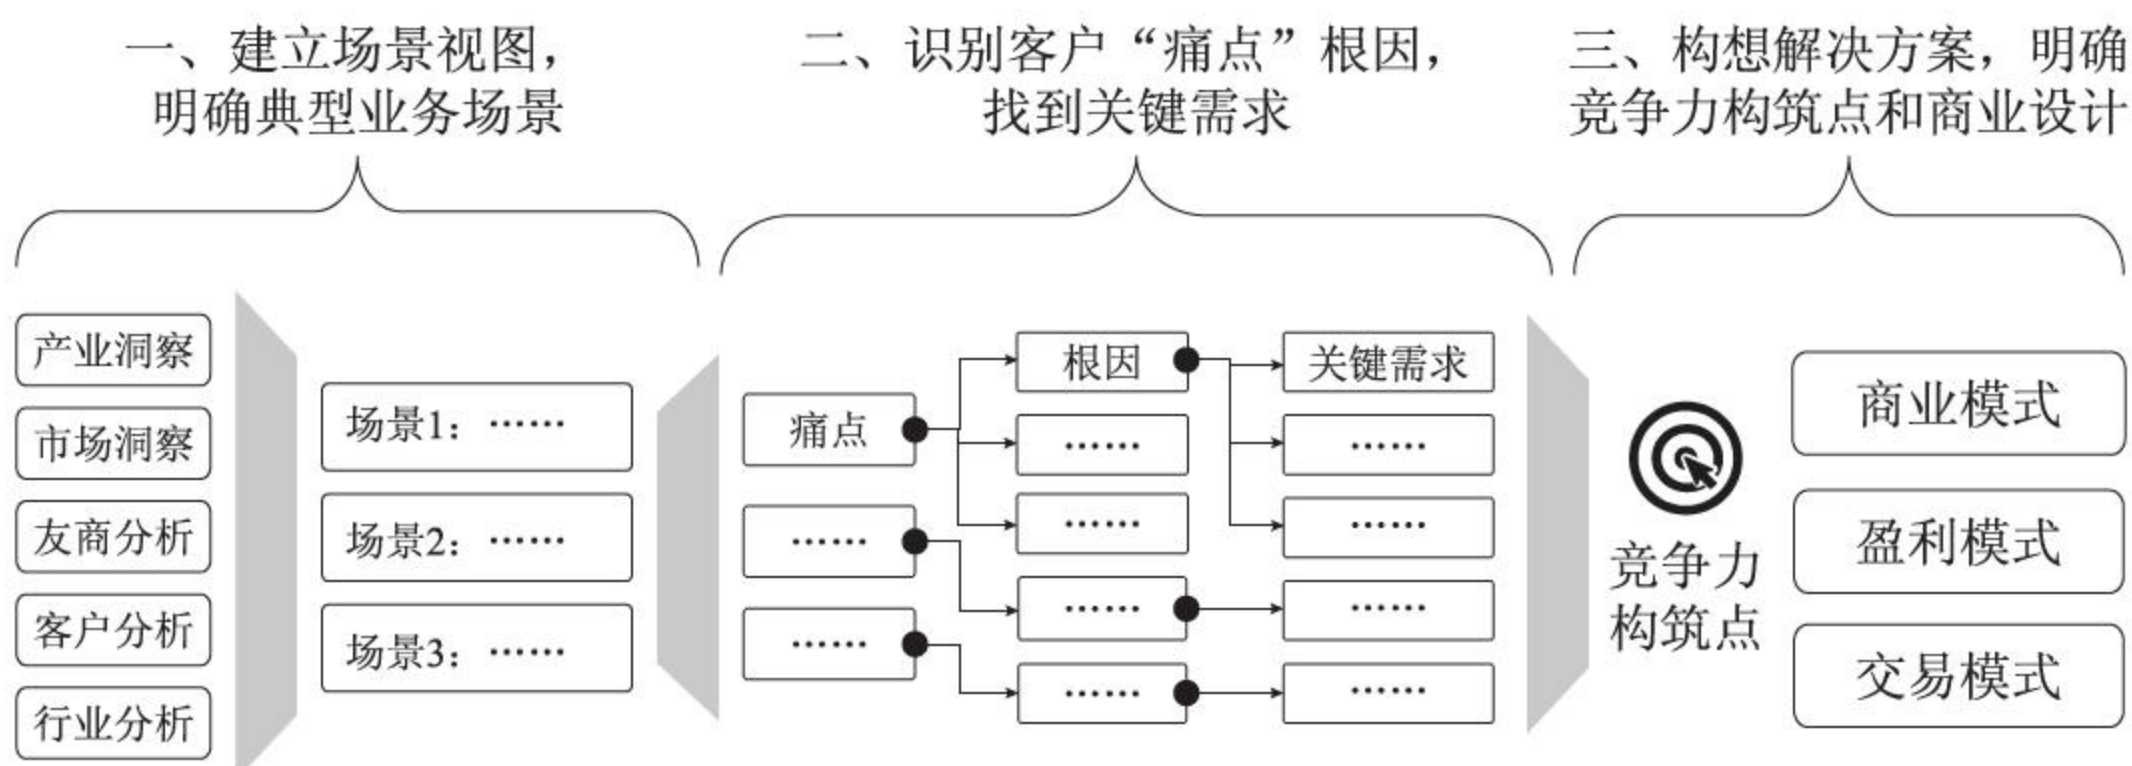 一、建立场景视图，
明确典型业务场景
二、识别客户“痛点”根因，
找到关键需求
三、构想解决方案，明确
竞争力构筑点和商业设计
产业洞察
市场洞察
友商分析
客户分析
行业分析
场景1：……
场景2：……
场景3：……
痛点
……
……
根因
……
……
……
……
关键需求
……
……
……
……
竞争力
构筑点
商业模式
盈利模式
交易模式